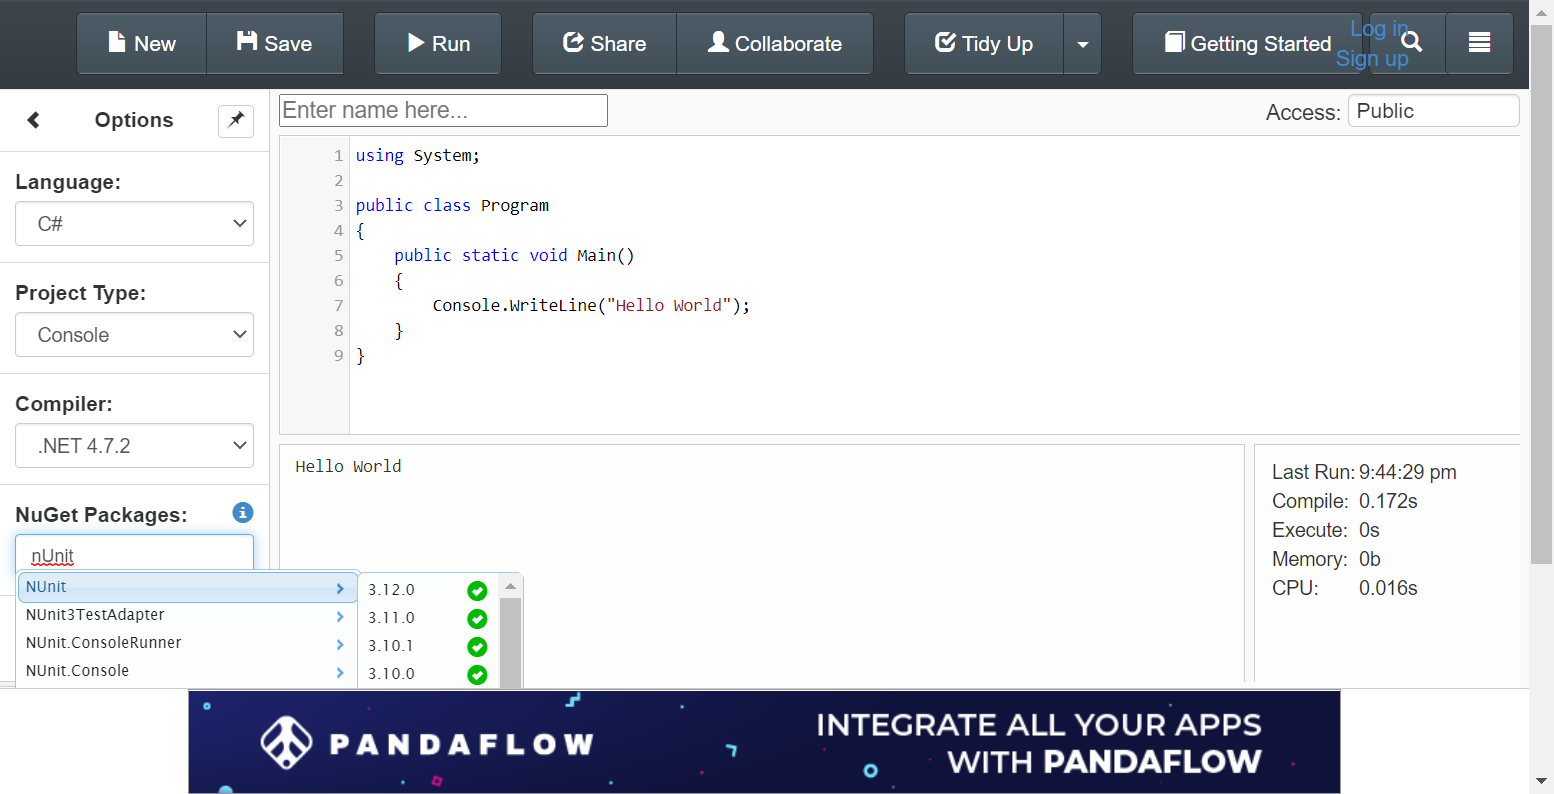 New
Save
Run
Share
Collaborate
Tidy Up
Getting Started
Log in
Sign up
Options
Language:
C#
Project Type:
Console
Compiler:
.NET 4.7.2
NuGet Packages:
nUnit
NUnit
NUnit3TestAdapter
NUnit.ConsoleRunner
NUnit.Console
3.12.0
3.11.0
3.10.1
3.10.0
Enter name here...
Access: Public
1 using System;
2
3 public class Program
4 {
5 public static void Main()
6 {
7 Console.WriteLine("Hello World");
8 }
9 }
Hello World
Last Run: 9:44:29 pm
Compile: 0.172s
Execute: 0s
Memory: 0b
CPU: 0.016s
PANDAFLOW
INTEGRATE ALL YOUR APPS
WITH PANDAFLOW